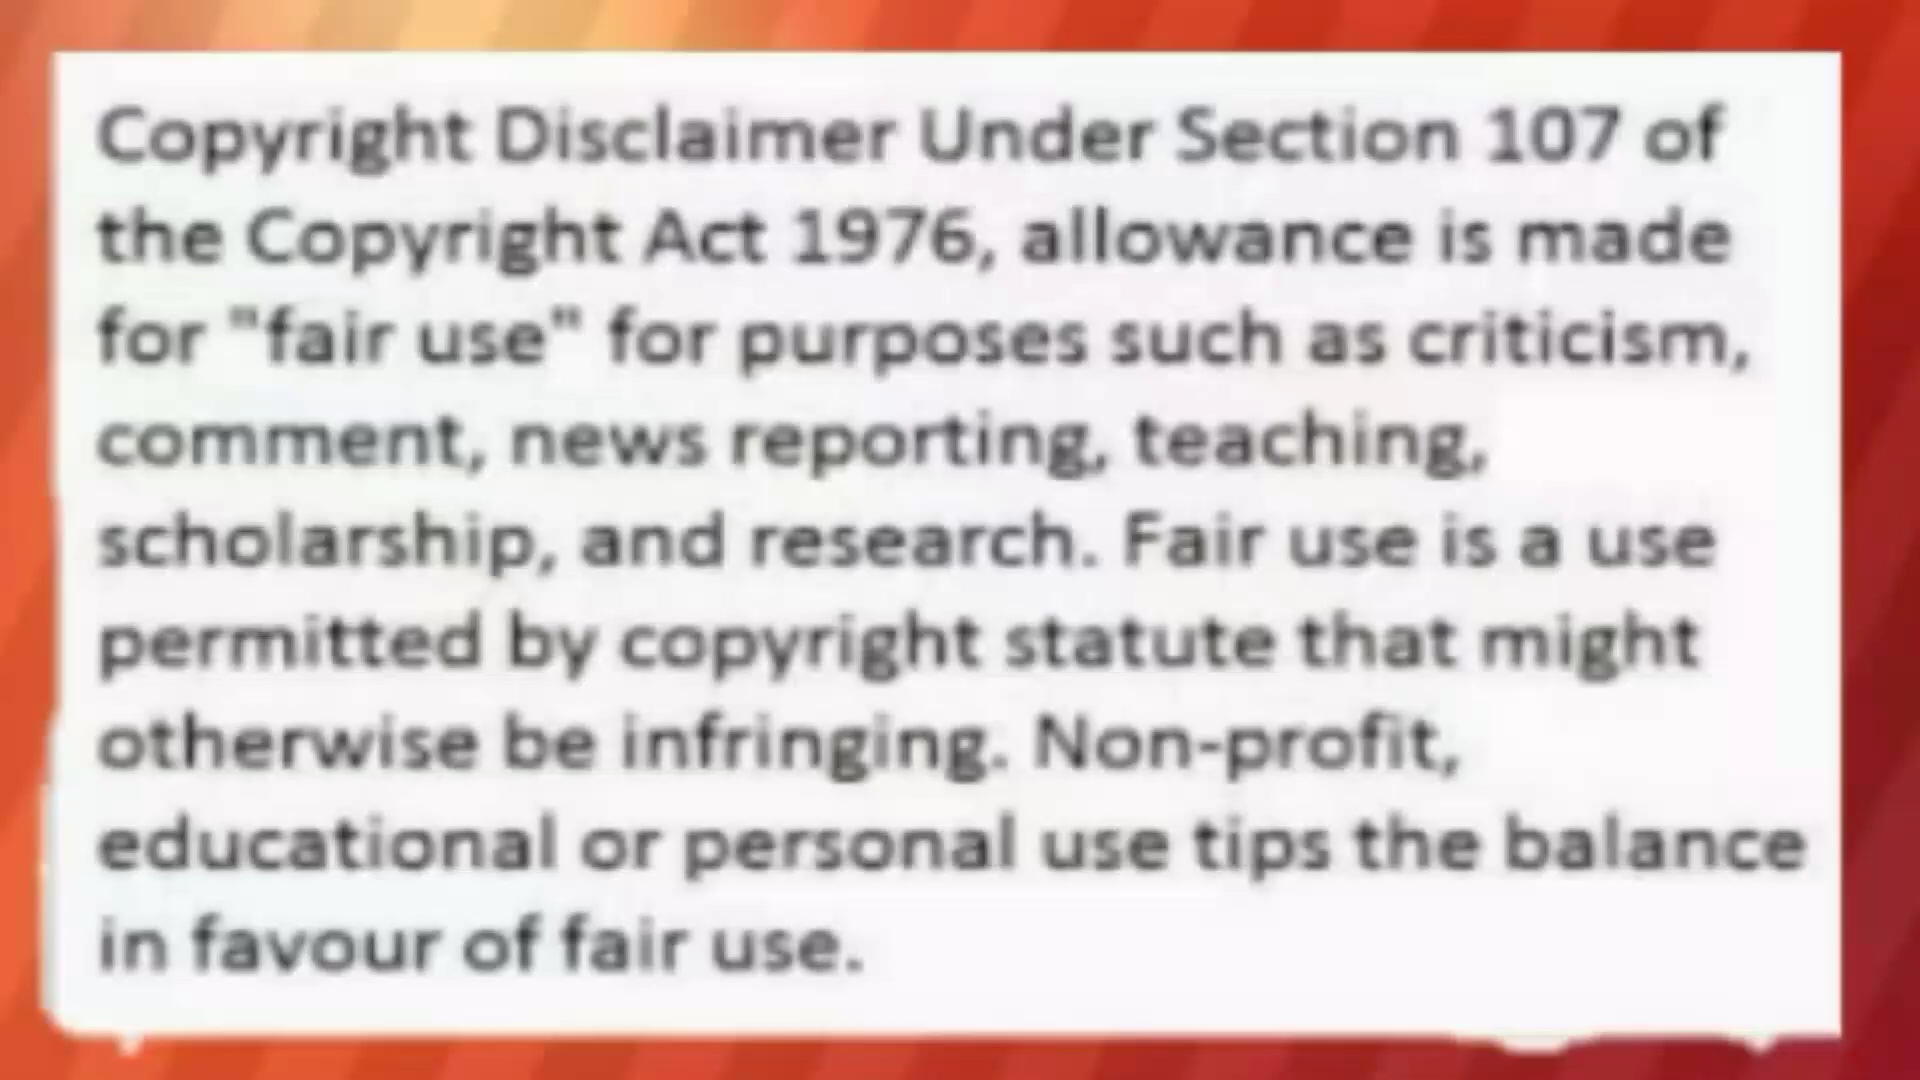 Copyright Disclaimer Under Section 107 of
the Copyright Act 1976, allowance is made
for "fair use" for purposes such as criticism,
comment, news reporting, teaching,
scholarship, and research. Fair use is a use
permitted by copyright statute that might
otherwise be infringing. Non-profit,
educational or personal use tips the balance
in favour of fair use.